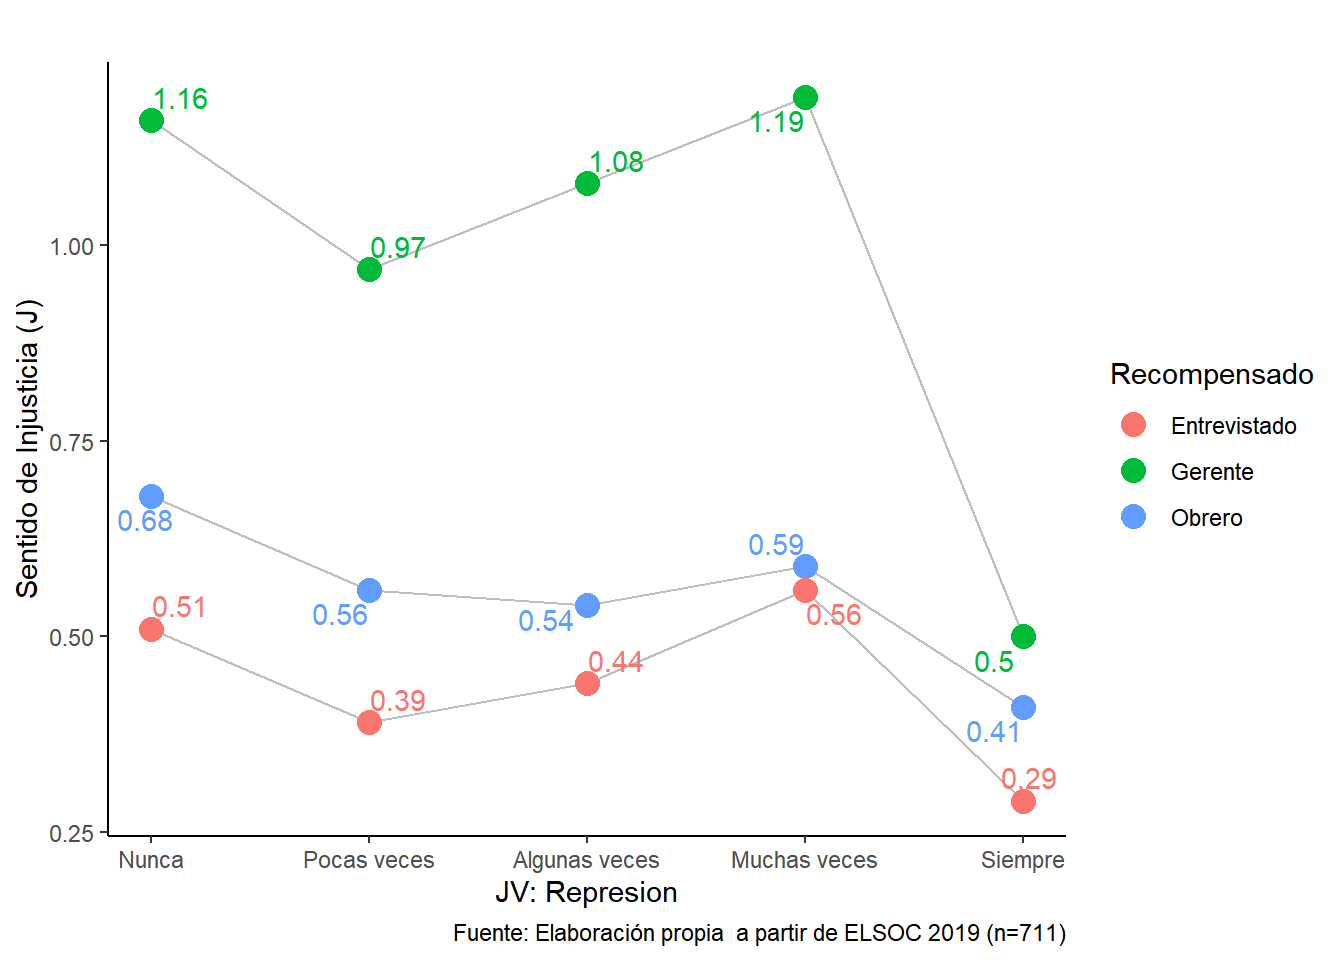 Sentido de Injusticia (J)
1.00
0.75
0.50
0.25
1.16
0.97
1.08
1.19
0.5
0.68
0.56
0.54
0.59
0.41
0.51
0.39
0.44
0.56
0.29
Nunca
Pocas veces
Algunas veces
Muchas veces
Siempre
JV: Represion
Fuente: Elaboración propia  a partir de ELSOC 2019 (n=711)
Recompensado
Entrevistado
Gerente
Obrero